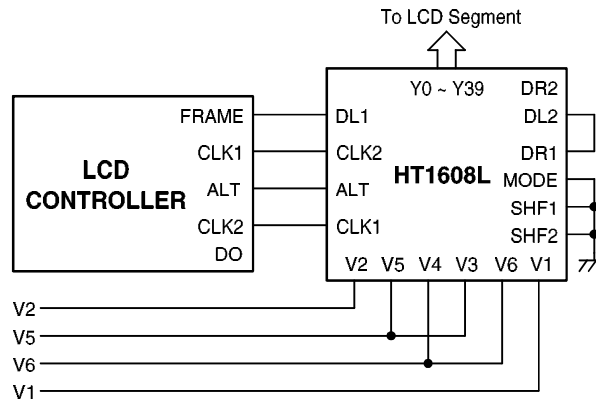 To LCD Segment
Y0 ~ Y39
DR2
FRAME
DL1
DL2
LCD
CONTROLLER
CLK1
CLK2
HT1608L
DR1
ALT
ALT
MODE
SHF1
CLK2
CLK1
SHF2
DO
V2 V5 V4 V3 V6 V1
V2
V5
V6
V1